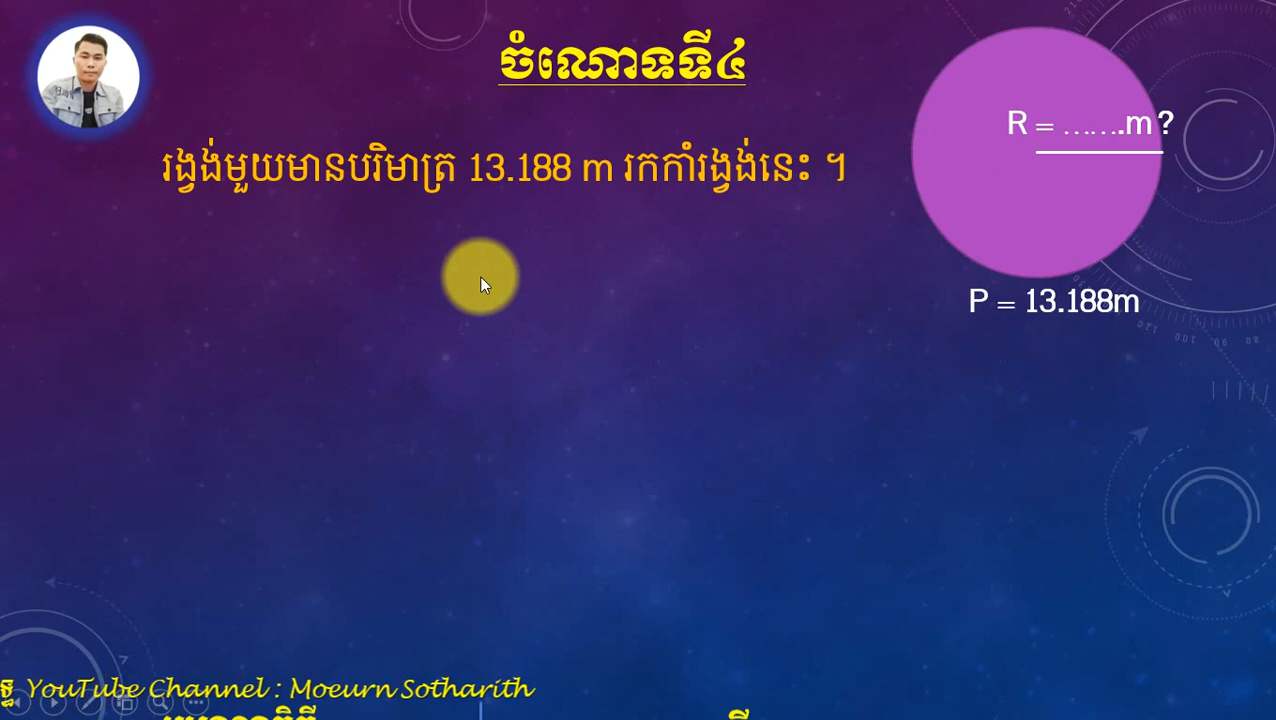 ចំណោទទី៤
រង្វង់មួយមានបរិមាត្រ 13.188 m រកកាំរង្វង់នេះ ។
R = …….m ?
P = 13.188m
YouTube Channel : Moeurn Sotharith